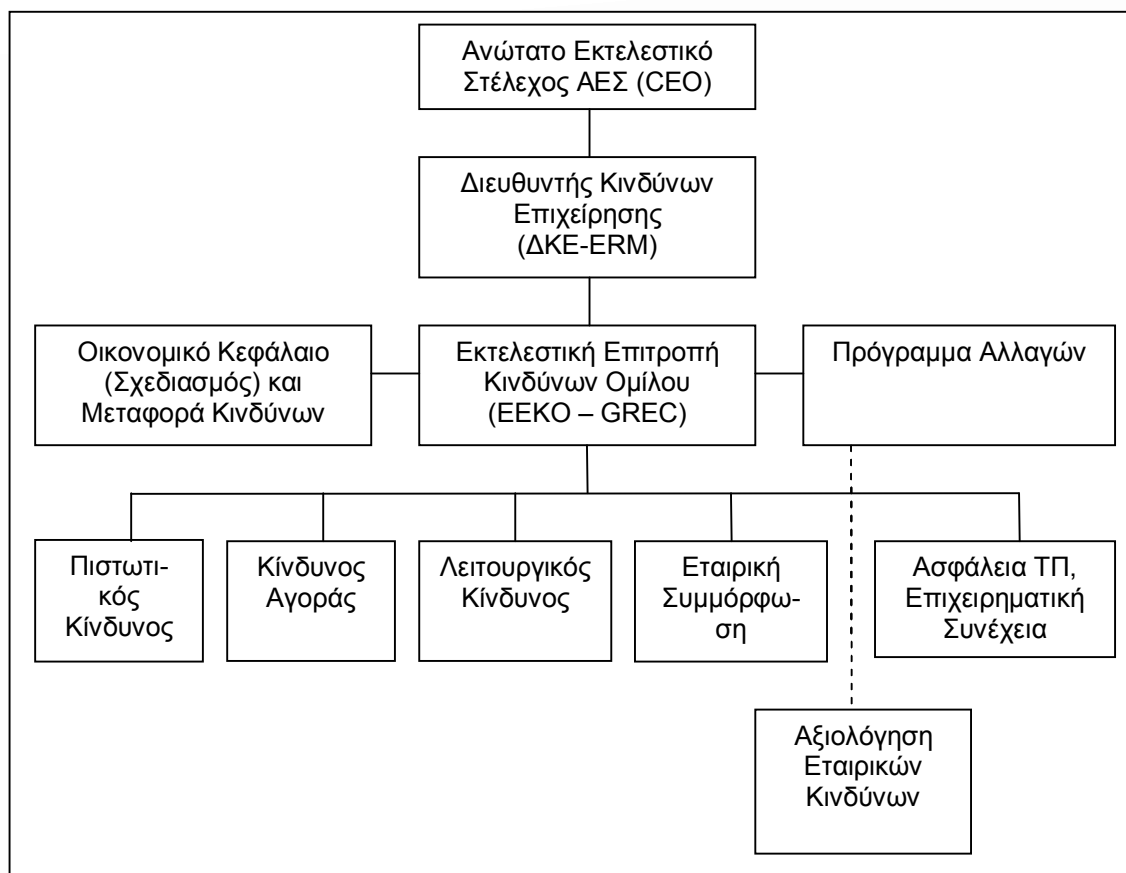 Ανώτατο Εκτελεστικό
Στέλεχος ΑΕΣ (CEO)
Διευθυντής Κινδύνων
Επιχείρησης
(ΔΚΕ-ERM)
Οικονομικό Κεφάλαιο
(Σχεδιασμός) και
Μεταφορά Κινδύνων
Εκτελεστική Επιτροπή
Κινδύνων Ομίλου
(ΕΕΚΟ – GREC)
Πρόγραμμα Αλλαγών
Πιστωτι-
κός
Κίνδυνος
Κίνδυνος
Αγοράς
Λειτουργικός
Κίνδυνος
Εταιρική
Συμμόρφω-
ση
Ασφάλεια ΤΠ,
Επιχειρηματική
Συνέχεια
Αξιολόγηση
Εταιρικών
Κινδύνων